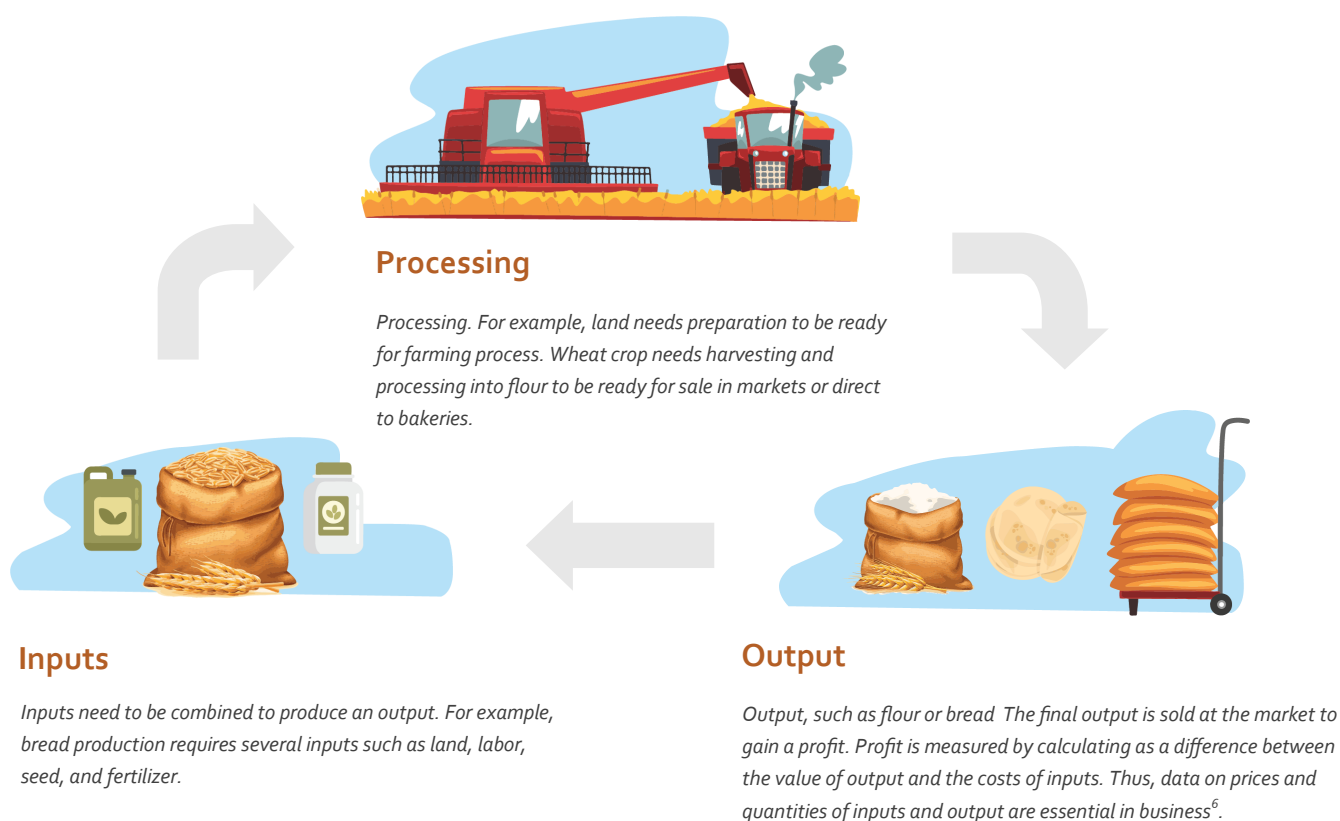 Processing
Processing. For example, land needs preparation to be ready
for farming process. Wheat crop needs harvesting and
processing into flour to be ready for sale in markets or direct
to bakeries.
Inputs
Inputs need to be combined to produce an output. For example,
bread production requires several inputs such as land, labor,
seed, and fertilizer.
Output
Output, such as flour or bread The final output is sold at the market to
gain a profit. Profit is measured by calculating as a difference between
the value of output and the costs of inputs. Thus, data on prices and
quantities of inputs and output are essential in business⁶.